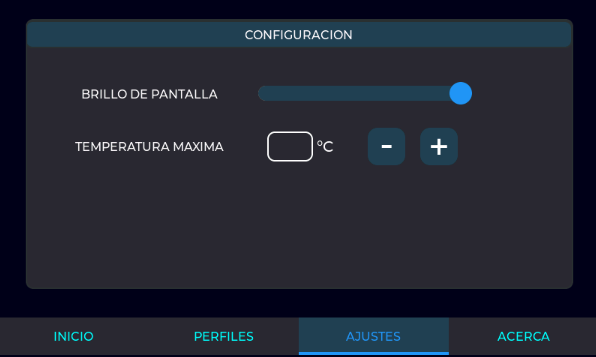 CONFIGURACION
BRILLO DE PANTALLA
TEMPERATURA MAXIMA °C - +
INICIO PERFILES AJUSTES ACERCA